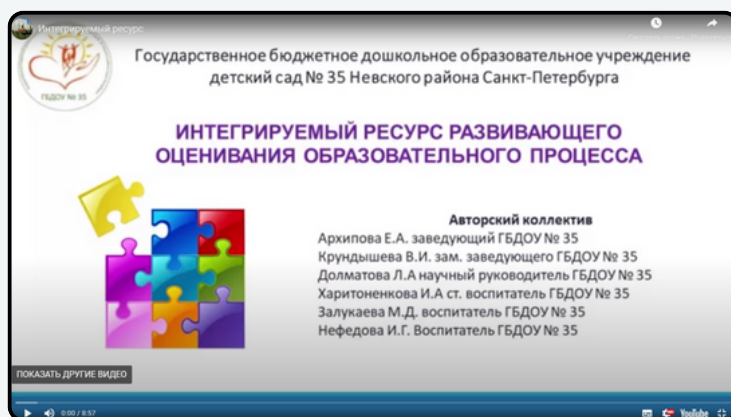 Интегрируемый ресурс
ГБДОУ № 35
Государственное бюджетное дошкольное образовательное учреждение
детский сад № 35 Невского района Санкт-Петербурга
ИНТЕГРИРУЕМЫЙ РЕСУРС РАЗВИВАЮЩЕГО
ОЦЕНИВАНИЯ ОБРАЗОВАТЕЛЬНОГО ПРОЦЕССА
Авторский коллектив
Архипова Е.А. заведующий ГБДОУ № 35
Крундышева В.И. зам. заведующего ГБДОУ № 35
Долматова Л.А научный руководитель ГБДОУ № 35
Харитоненкова И.А ст. воспитатель ГБДОУ № 35
Залукаева М.Д. воспитатель ГБДОУ № 35
Нефедова И.Г. Воспитатель ГБДОУ № 35
ПОКАЗАТЬ ДРУГИЕ ВИДЕО
0:00 / 8:57
YouTube